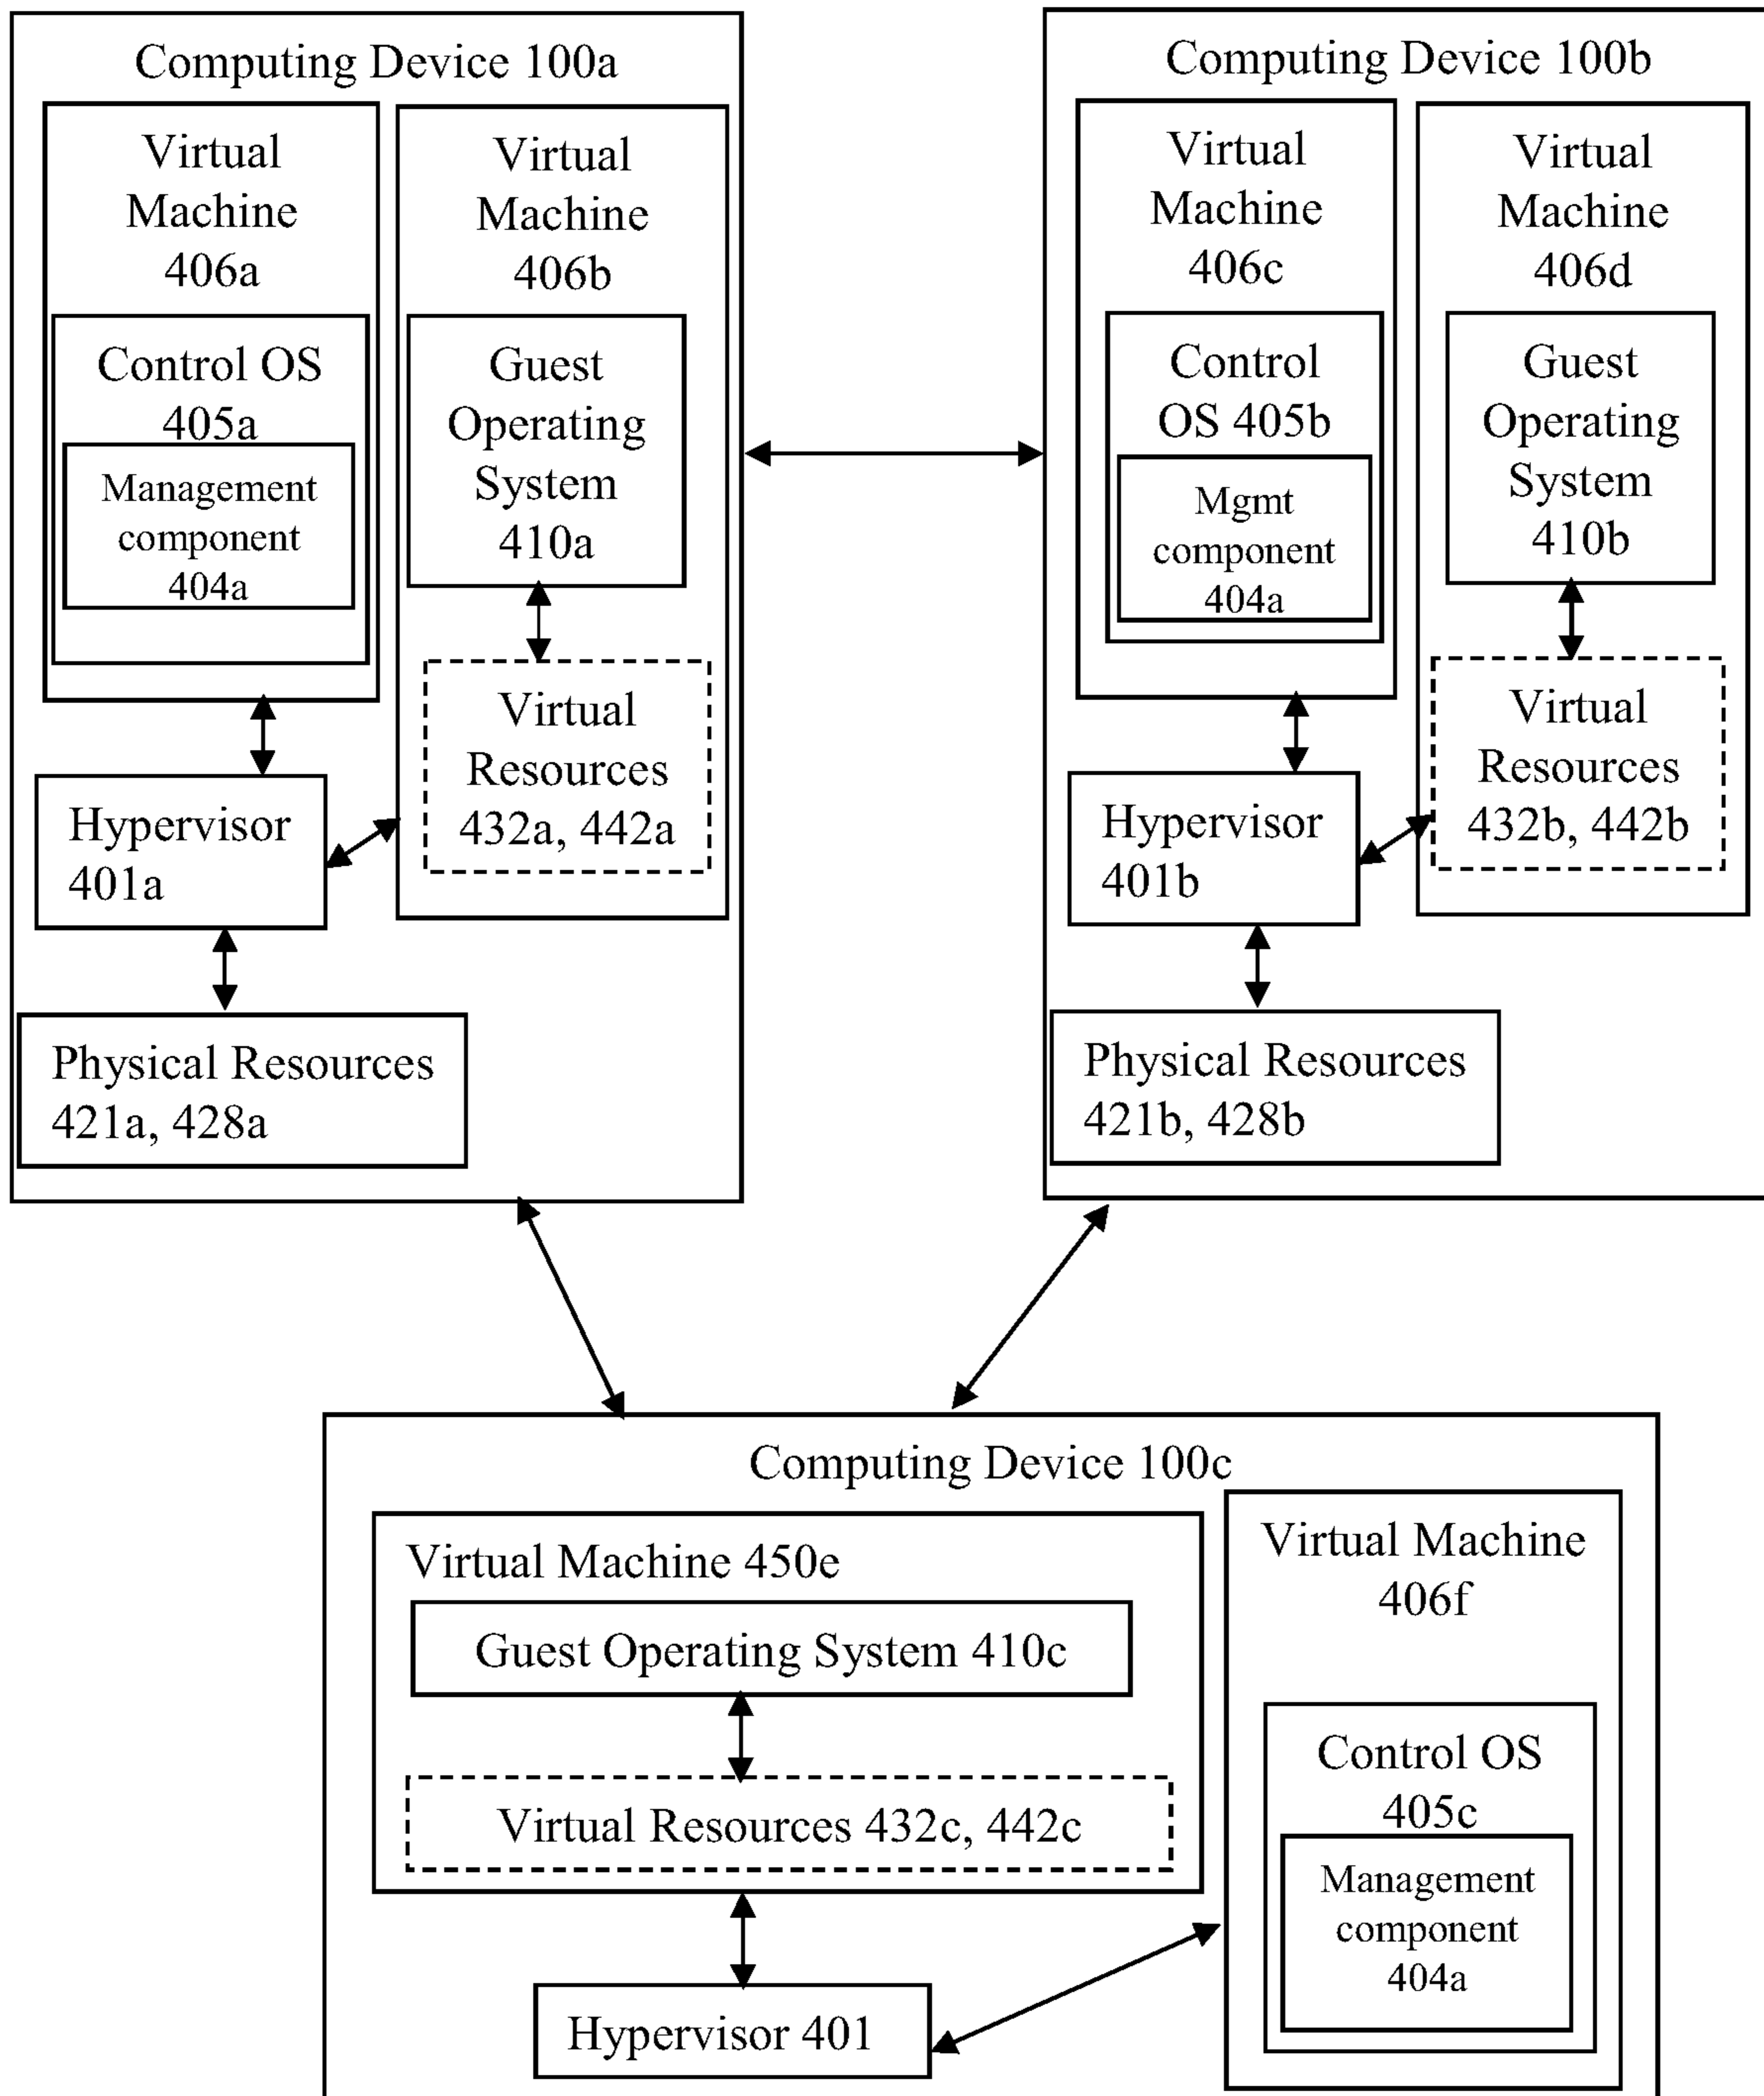 Computing Device 100a
Virtual
Machine
406a
Control OS
405a
Management
component
404a
Virtual
Machine
406b
Guest
Operating
System
410a
Virtual
Resources
432a, 442a
Hypervisor
401a
Physical Resources
421a, 428a
Computing Device 100b
Virtual
Machine
406c
Control
OS 405b
Mgmt
component
404a
Virtual
Machine
406d
Guest
Operating
System
410b
Virtual
Resources
432b, 442b
Hypervisor
401b
Physical Resources
421b, 428b
Computing Device 100c
Virtual Machine 450e
Guest Operating System 410c
Virtual Resources 432c, 442c
Virtual Machine
406f
Control OS
405c
Management
component
404a
Hypervisor 401